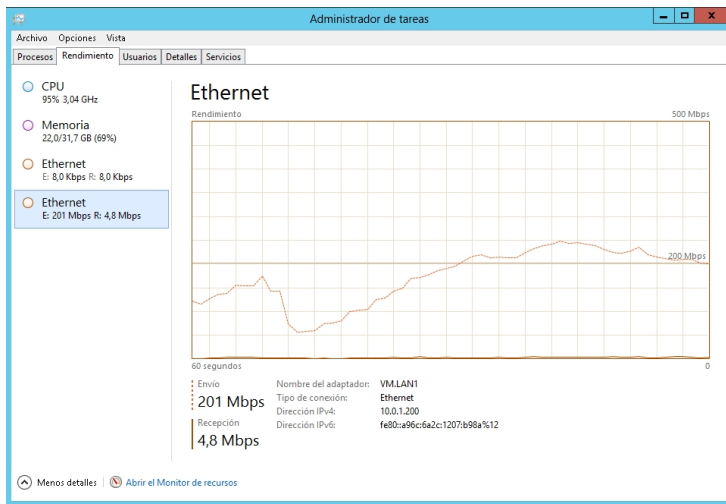 Administrador de tareas
Archivo Opciones Vista
Procesos Rendimiento Usuarios Detalles Servicios
CPU
95% 3,04 GHz
Memoria
22,0/31,7 GB (69%)
Ethernet
E: 8,0 Kbps R: 8,0 Kbps
Ethernet
E: 201 Mbps R: 4,8 Mbps
Ethernet
Rendimiento 500 Mbps
200 Mbps
60 segundos 0
Envío
201 Mbps
Recepción
4,8 Mbps
Nombre del adaptador: VM.LAN1
Tipo de conexión: Ethernet
Dirección IPv4: 10.0.1.200
Dirección IPv6: fe80::a96c:6a2c:1207:b98a%12
Menos detalles Abrir el Monitor de recursos